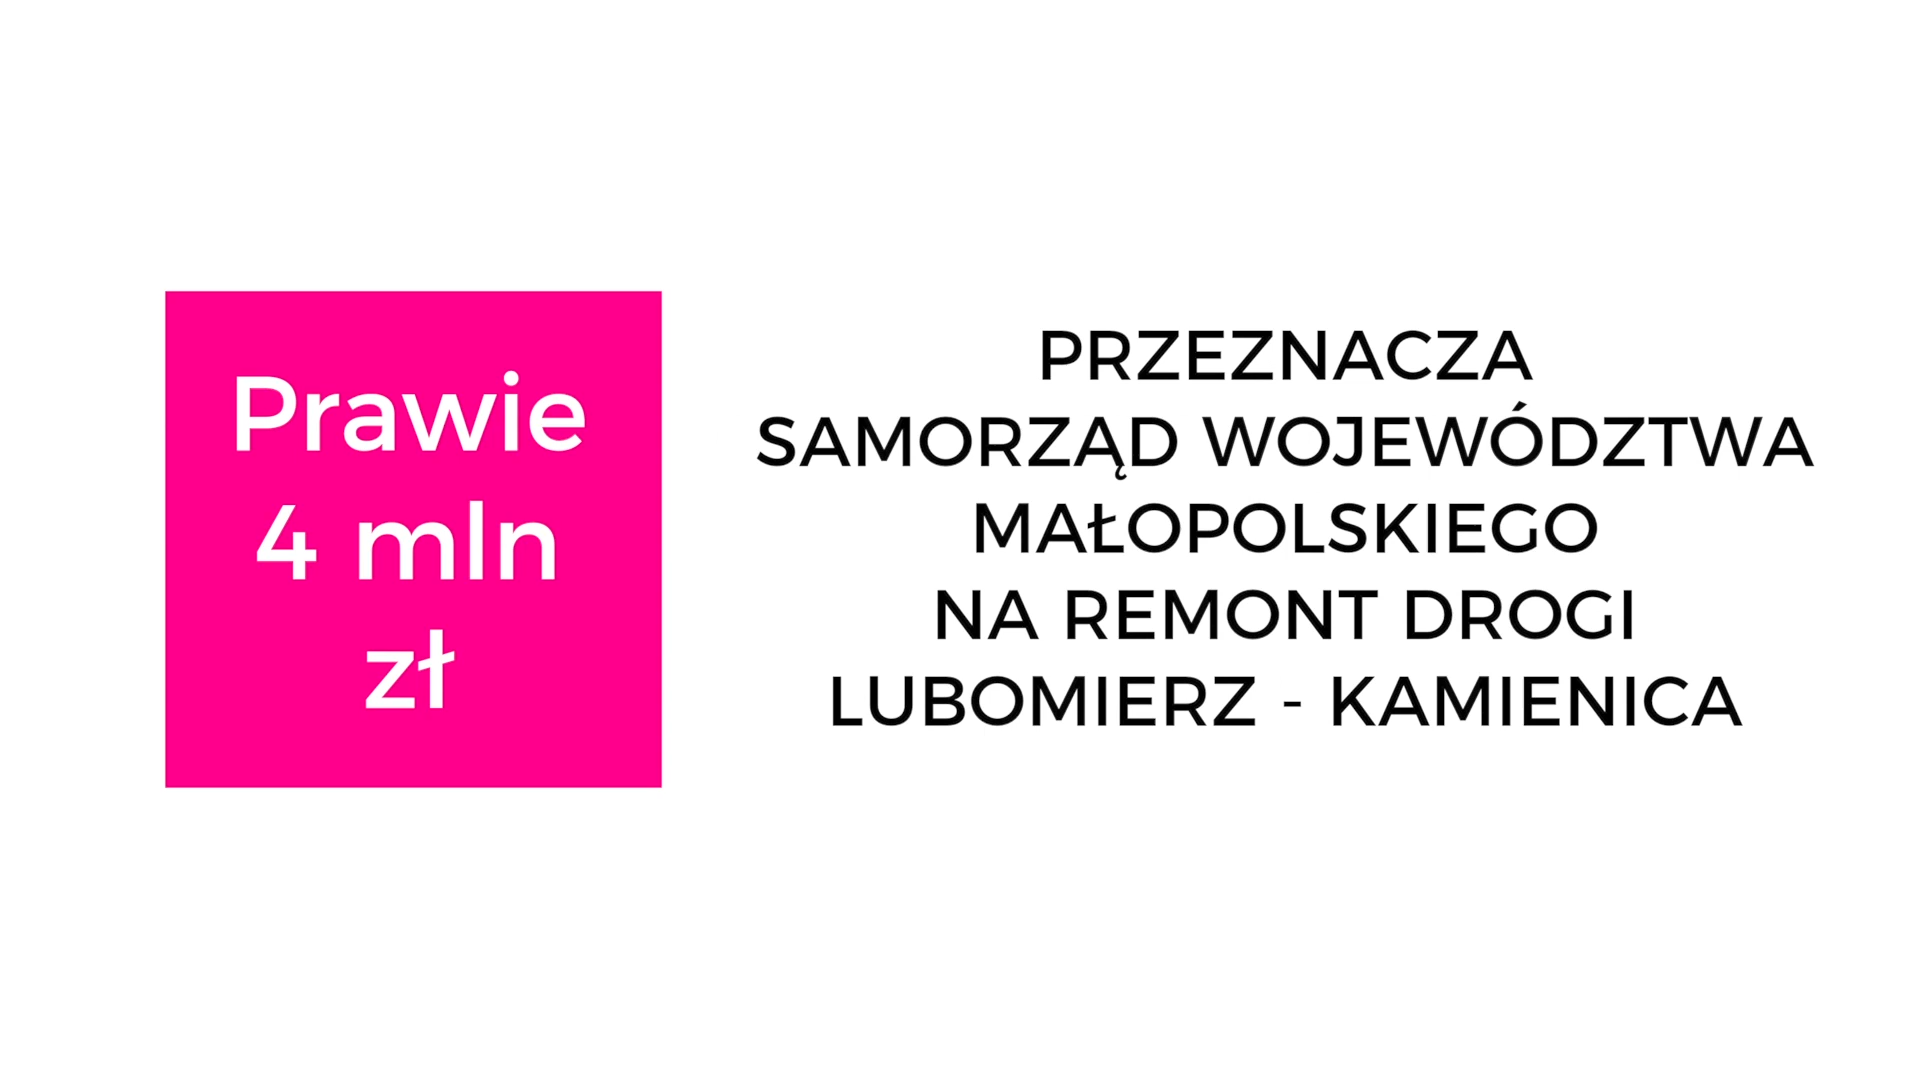 Prawie
4 mln
zł
PRZEZNACZA
SAMORZĄD WOJEWÓDZTWA
MAŁOPOLSKIEGO
NA REMONT DROGI
LUBOMIERZ - KAMIENICA